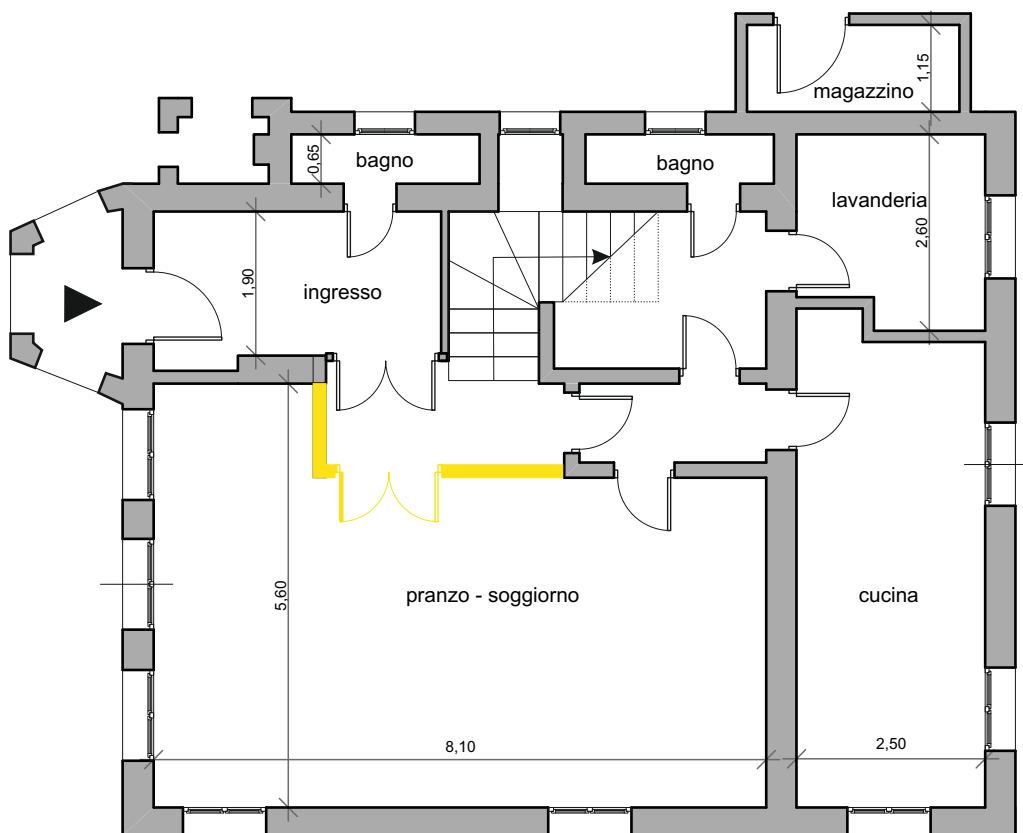 1,15
magazzino
bagno
0,65
bagno
lavanderia
2,60
1,90
ingresso
5,60
pranzo - soggiorno
cucina
8,10
2,50